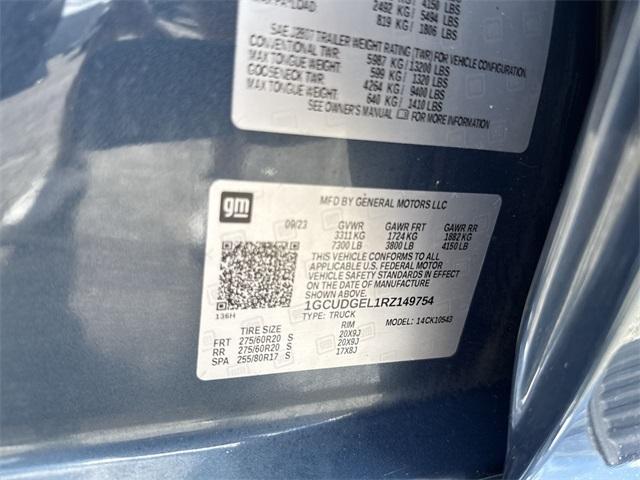 4150 LBS
PAYLOAD 2492 KG / 5494 LBS
819 KG / 1806 LBS
SAE J2807 TRAILER WEIGHT RATING (TWR) FOR VEHICLE CONFIGURATION
CONVENTIONAL TWR: 5987 KG/ 13200 LBS
MAX TONGUE WEIGHT: 599 KG/ 1320 LBS
GOOSENECK TWR: 4264 KG/ 9400 LBS
MAX TONGUE WEIGHT: 640 KG/ 1410 LBS
SEE OWNER'S MANUAL FOR MORE INFORMATION
gm
MFD BY GENERAL MOTORS LLC
09/23 GVWR GAWR FRT GAWR RR
3311 KG 1724 KG 1882 KG
7300 LB 3800 LB 4150 LB
THIS VEHICLE CONFORMS TO ALL
APPLICABLE U.S. FEDERAL MOTOR
VEHICLE SAFETY STANDARDS IN EFFECT
ON THE DATE OF MANUFACTURE SHOWN ABOVE.
1GCUDGEL1RZ149754
136H
TYPE: TRUCK MODEL: 14CK10543
TIRE SIZE RIM
FRT 275/60R20 S 20X9J
RR 275/60R20 S 20X9J
SPA 255/80R17 S 17X8J